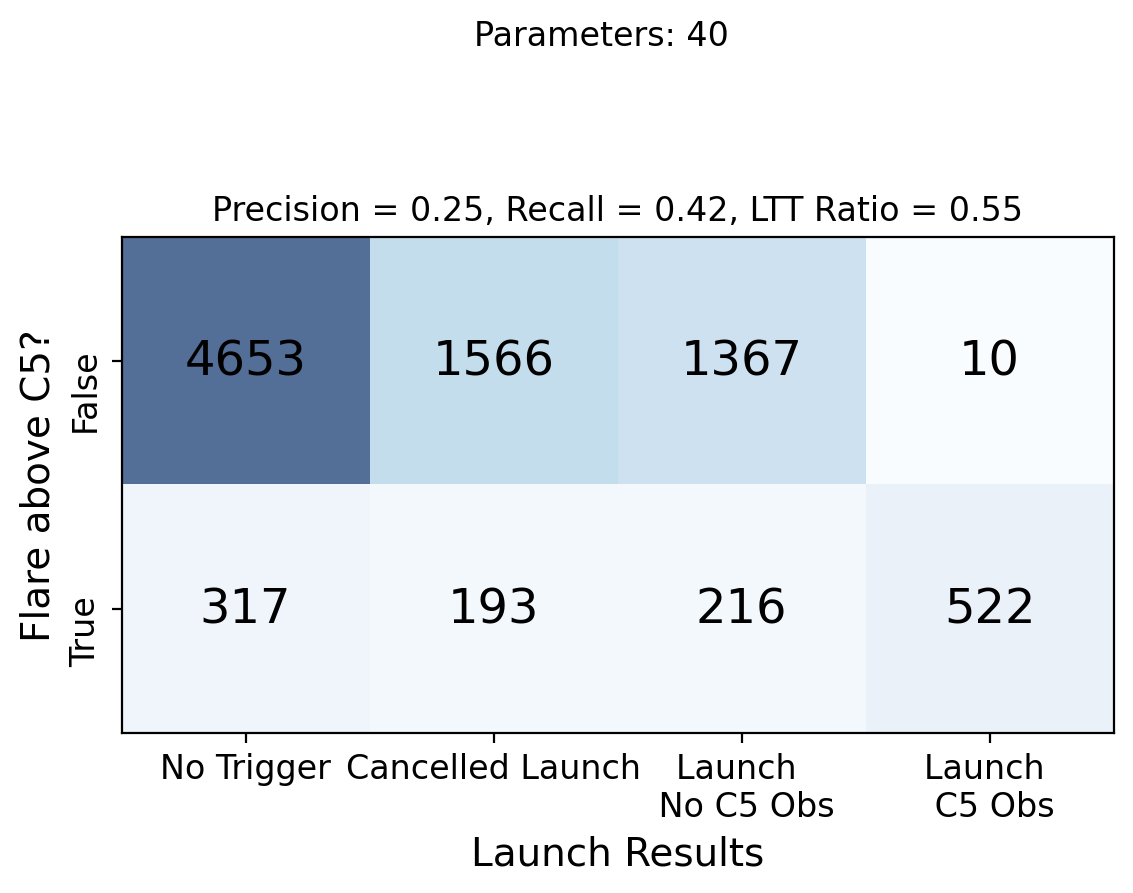 Parameters: 40
Precision = 0.25, Recall = 0.42, LTT Ratio = 0.55
Flare above C5?
False
4653
1566
1367
10
True
317
193
216
522
No Trigger
Cancelled Launch
Launch
No C5 Obs
Launch
C5 Obs
Launch Results